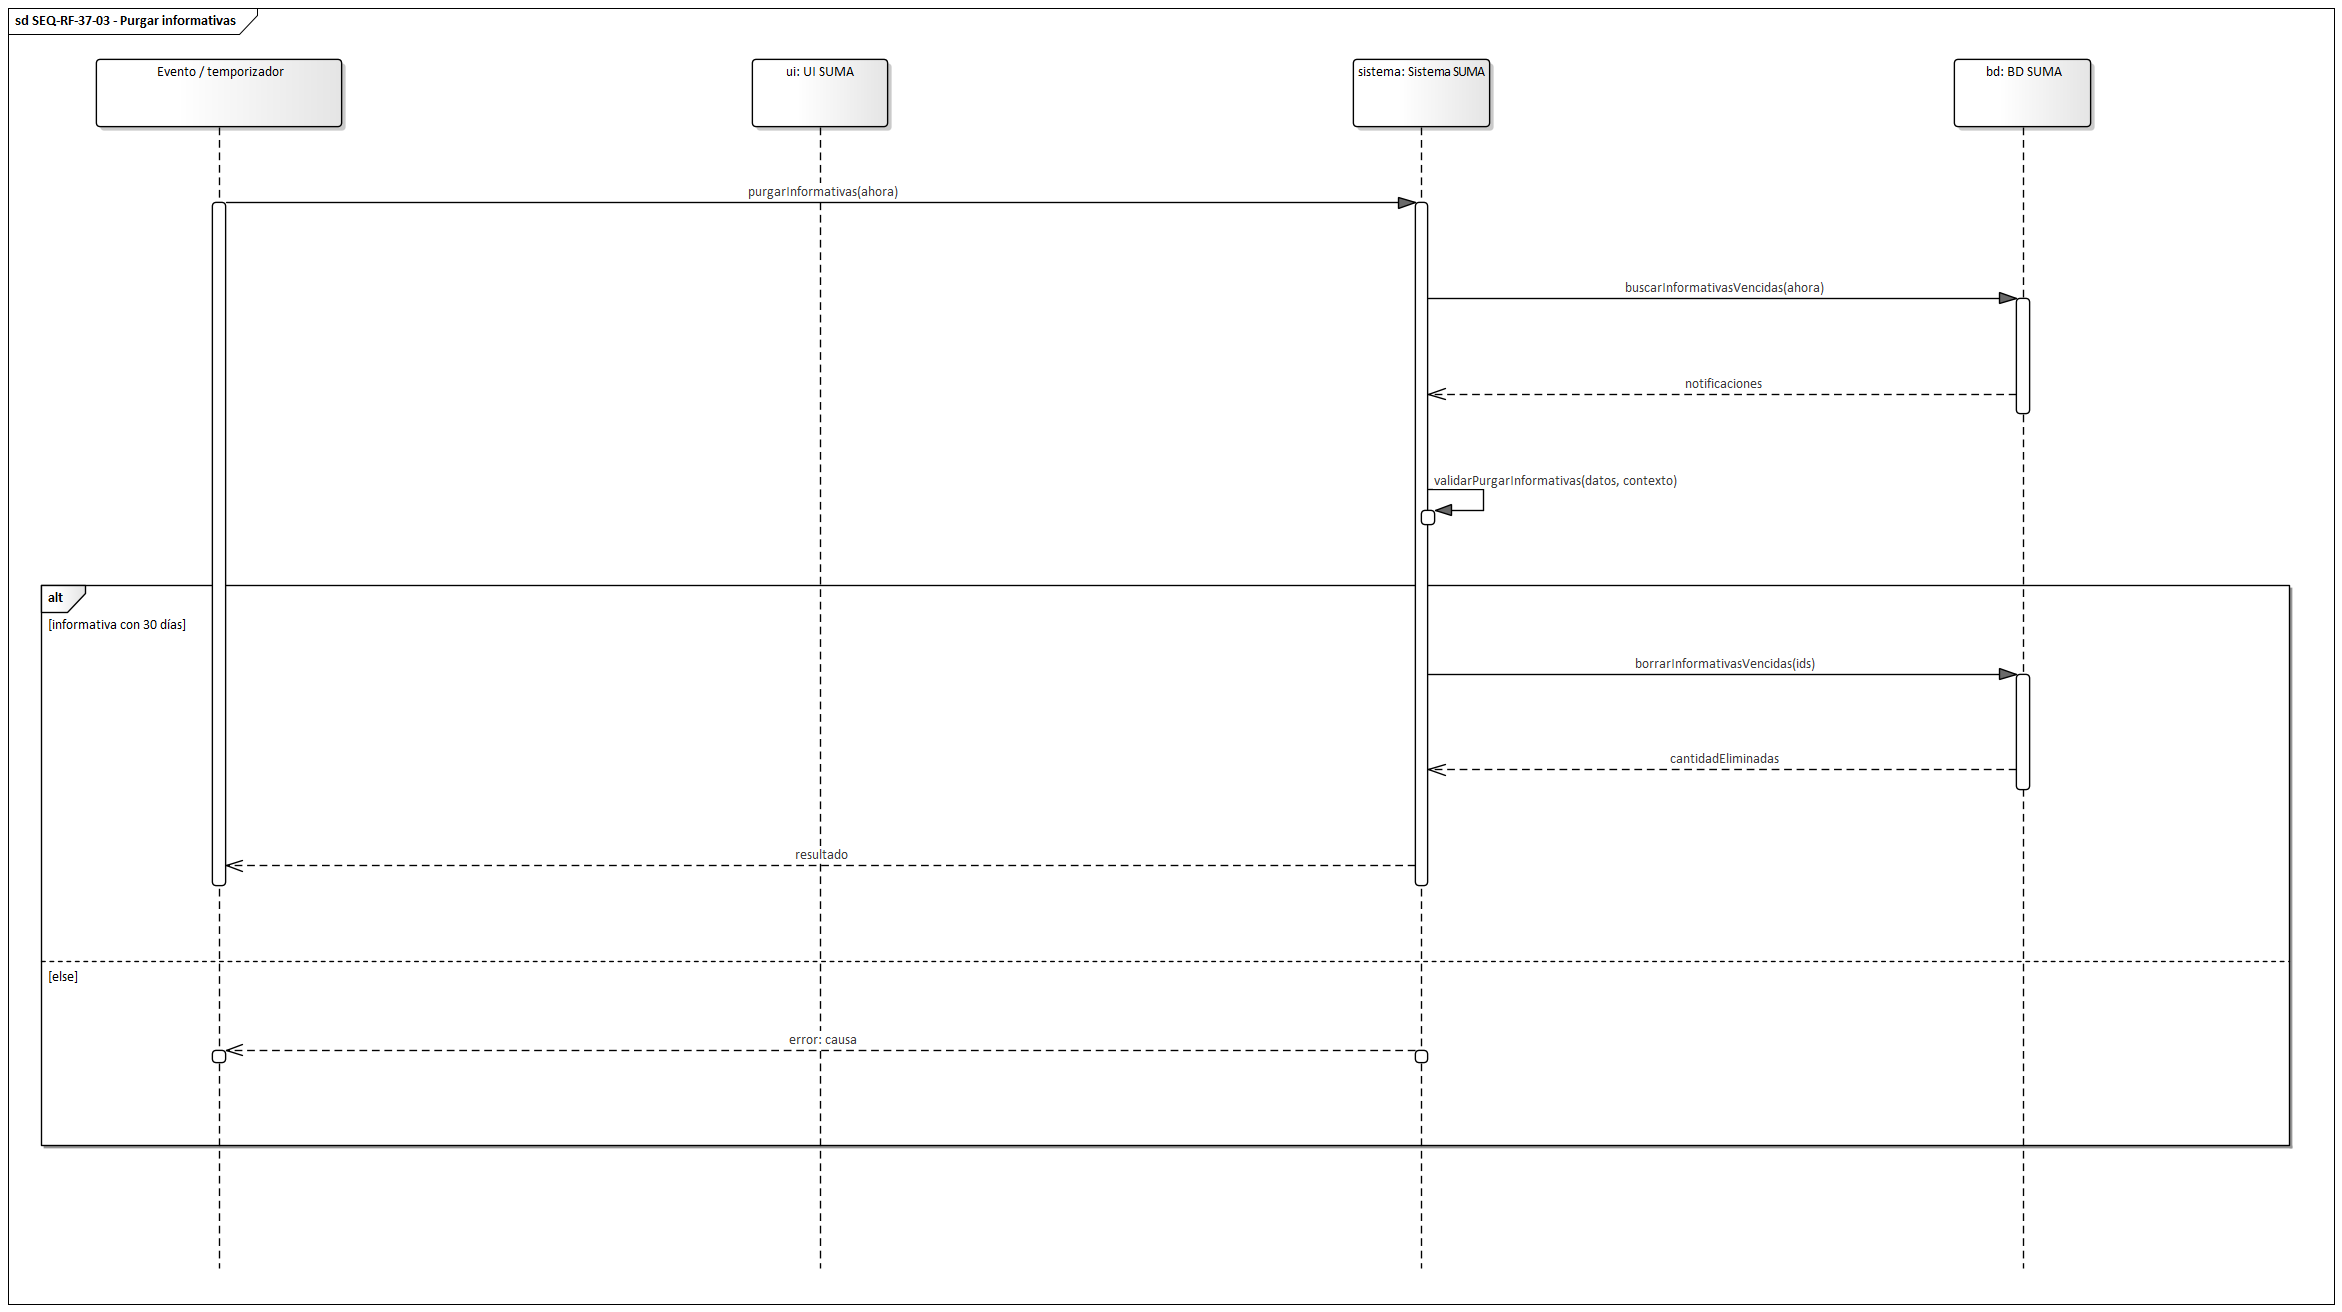 sd SEQ-RF-37-03 - Purgar informativas
Evento / temporizador
ui: UI SUMA
sistema: Sistema SUMA
bd: BD SUMA
purgarInformativas(ahora)
buscarInformativasVencidas(ahora)
notificaciones
validarPurgarInformativas(datos, contexto)
alt
[informativa con 30 días]
borrarInformativasVencidas(ids)
cantidadEliminadas
resultado
[else]
error: causa